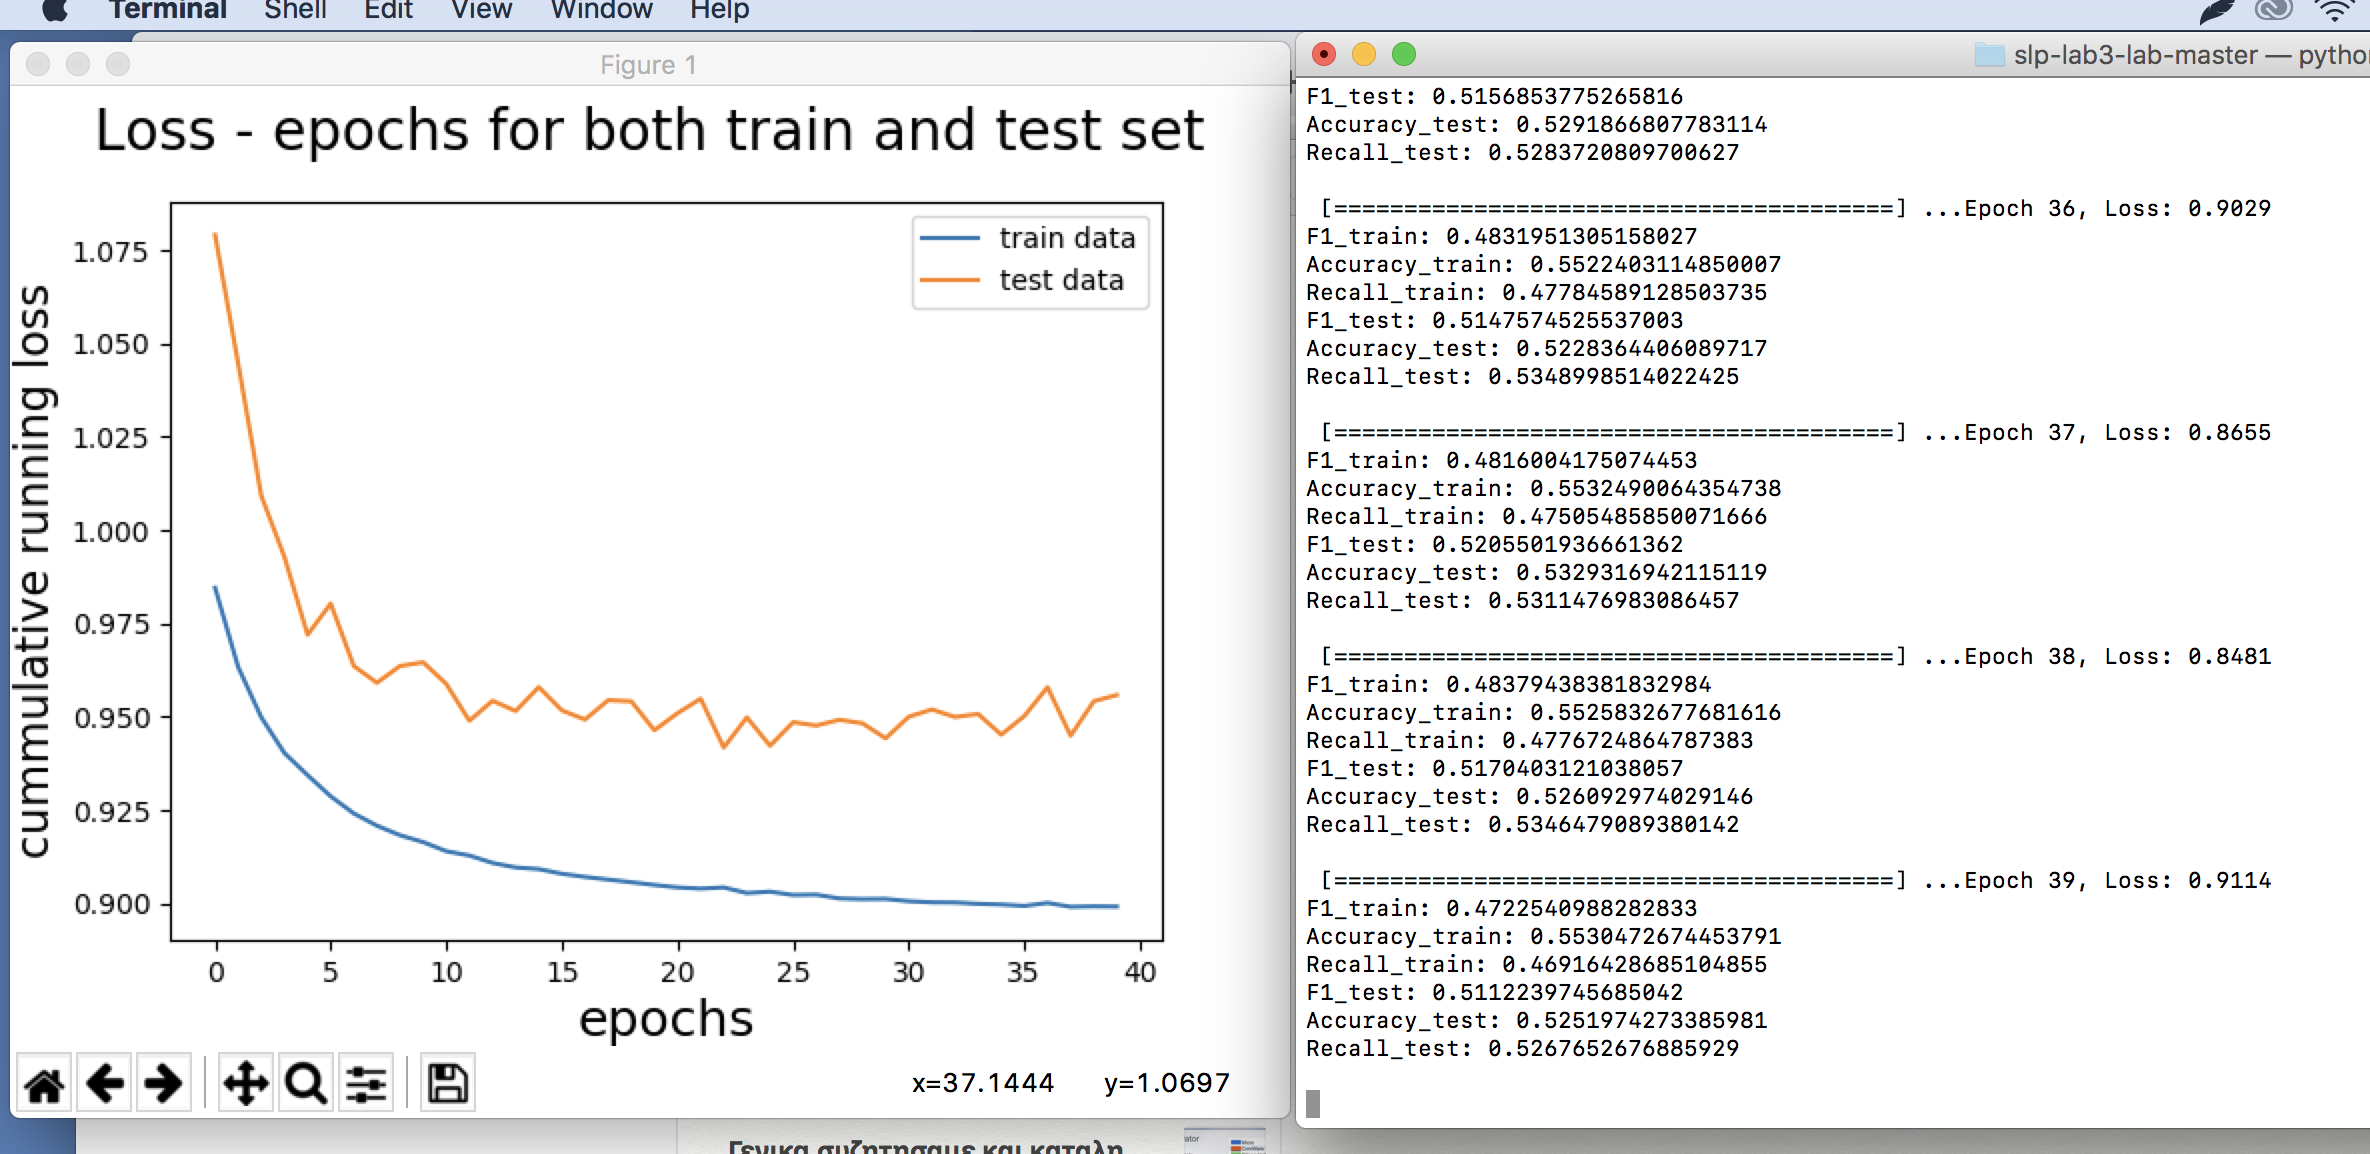 Terminal Shell Edit View Window Help
Figure 1
Loss - epochs for both train and test set
cummulative running loss
1.075
1.050
1.025
1.000
0.975
0.950
0.925
0.900
train data
test data
0 5 10 15 20 25 30 35 40
epochs
x=37.1444 y=1.0697
slp-lab3-lab-master — pytho
F1_test: 0.5156853775265816
Accuracy_test: 0.5291866807783114
Recall_test: 0.5283720809700627
[========================================] ...Epoch 36, Loss: 0.9029
F1_train: 0.4831951305158027
Accuracy_train: 0.5522403114850007
Recall_train: 0.47784589128503735
F1_test: 0.5147574525537003
Accuracy_test: 0.5228364406089717
Recall_test: 0.5348998514022425
[========================================] ...Epoch 37, Loss: 0.8655
F1_train: 0.4816004175074453
Accuracy_train: 0.5532490064354738
Recall_train: 0.47505485850071666
F1_test: 0.5205501936661362
Accuracy_test: 0.5329316942115119
Recall_test: 0.5311476983086457
[========================================] ...Epoch 38, Loss: 0.8481
F1_train: 0.48379438381832984
Accuracy_train: 0.5525832677681616
Recall_train: 0.4776724864787383
F1_test: 0.5170403121038057
Accuracy_test: 0.526092974029146
Recall_test: 0.5346479089380142
[========================================] ...Epoch 39, Loss: 0.9114
F1_train: 0.4722540988282833
Accuracy_train: 0.5530472674453791
Recall_train: 0.46916428685104855
F1_test: 0.5112239745685042
Accuracy_test: 0.5251974273385981
Recall_test: 0.5267652676885929
Γενικα συζητησαμε και καταλη